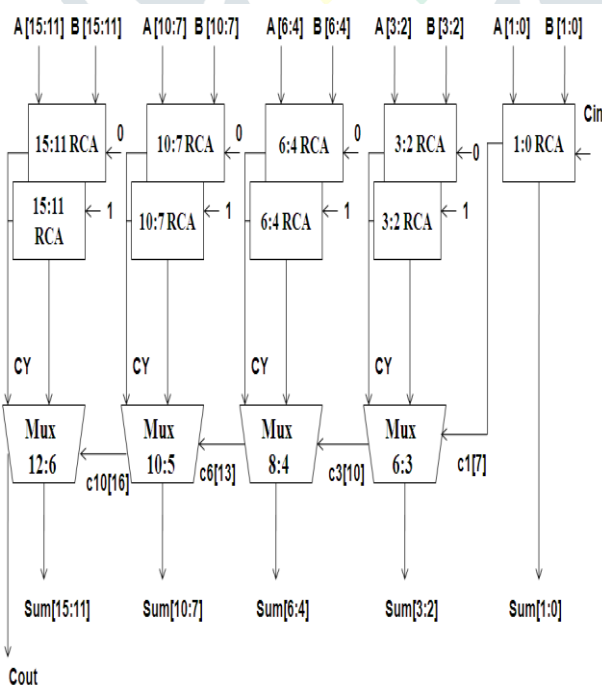 A[15:11] B[15:11] A[10:7] B[10:7] A[6:4] B[6:4] A[3:2] B[3:2] A[1:0] B[1:0]
Cin
0 0 0 0
15:11 RCA 10:7 RCA 6:4 RCA 3:2 RCA 1:0 RCA
15:11
RCA
1 10:7 RCA 1 6:4 RCA 1 3:2 RCA 1
CY CY CY CY
Mux Mux Mux Mux
12:6 10:5 8:4 6:3
c10[16] c6[13] c3[10] c1[7]
Sum[15:11] Sum[10:7] Sum[6:4] Sum[3:2] Sum[1:0]
Cout